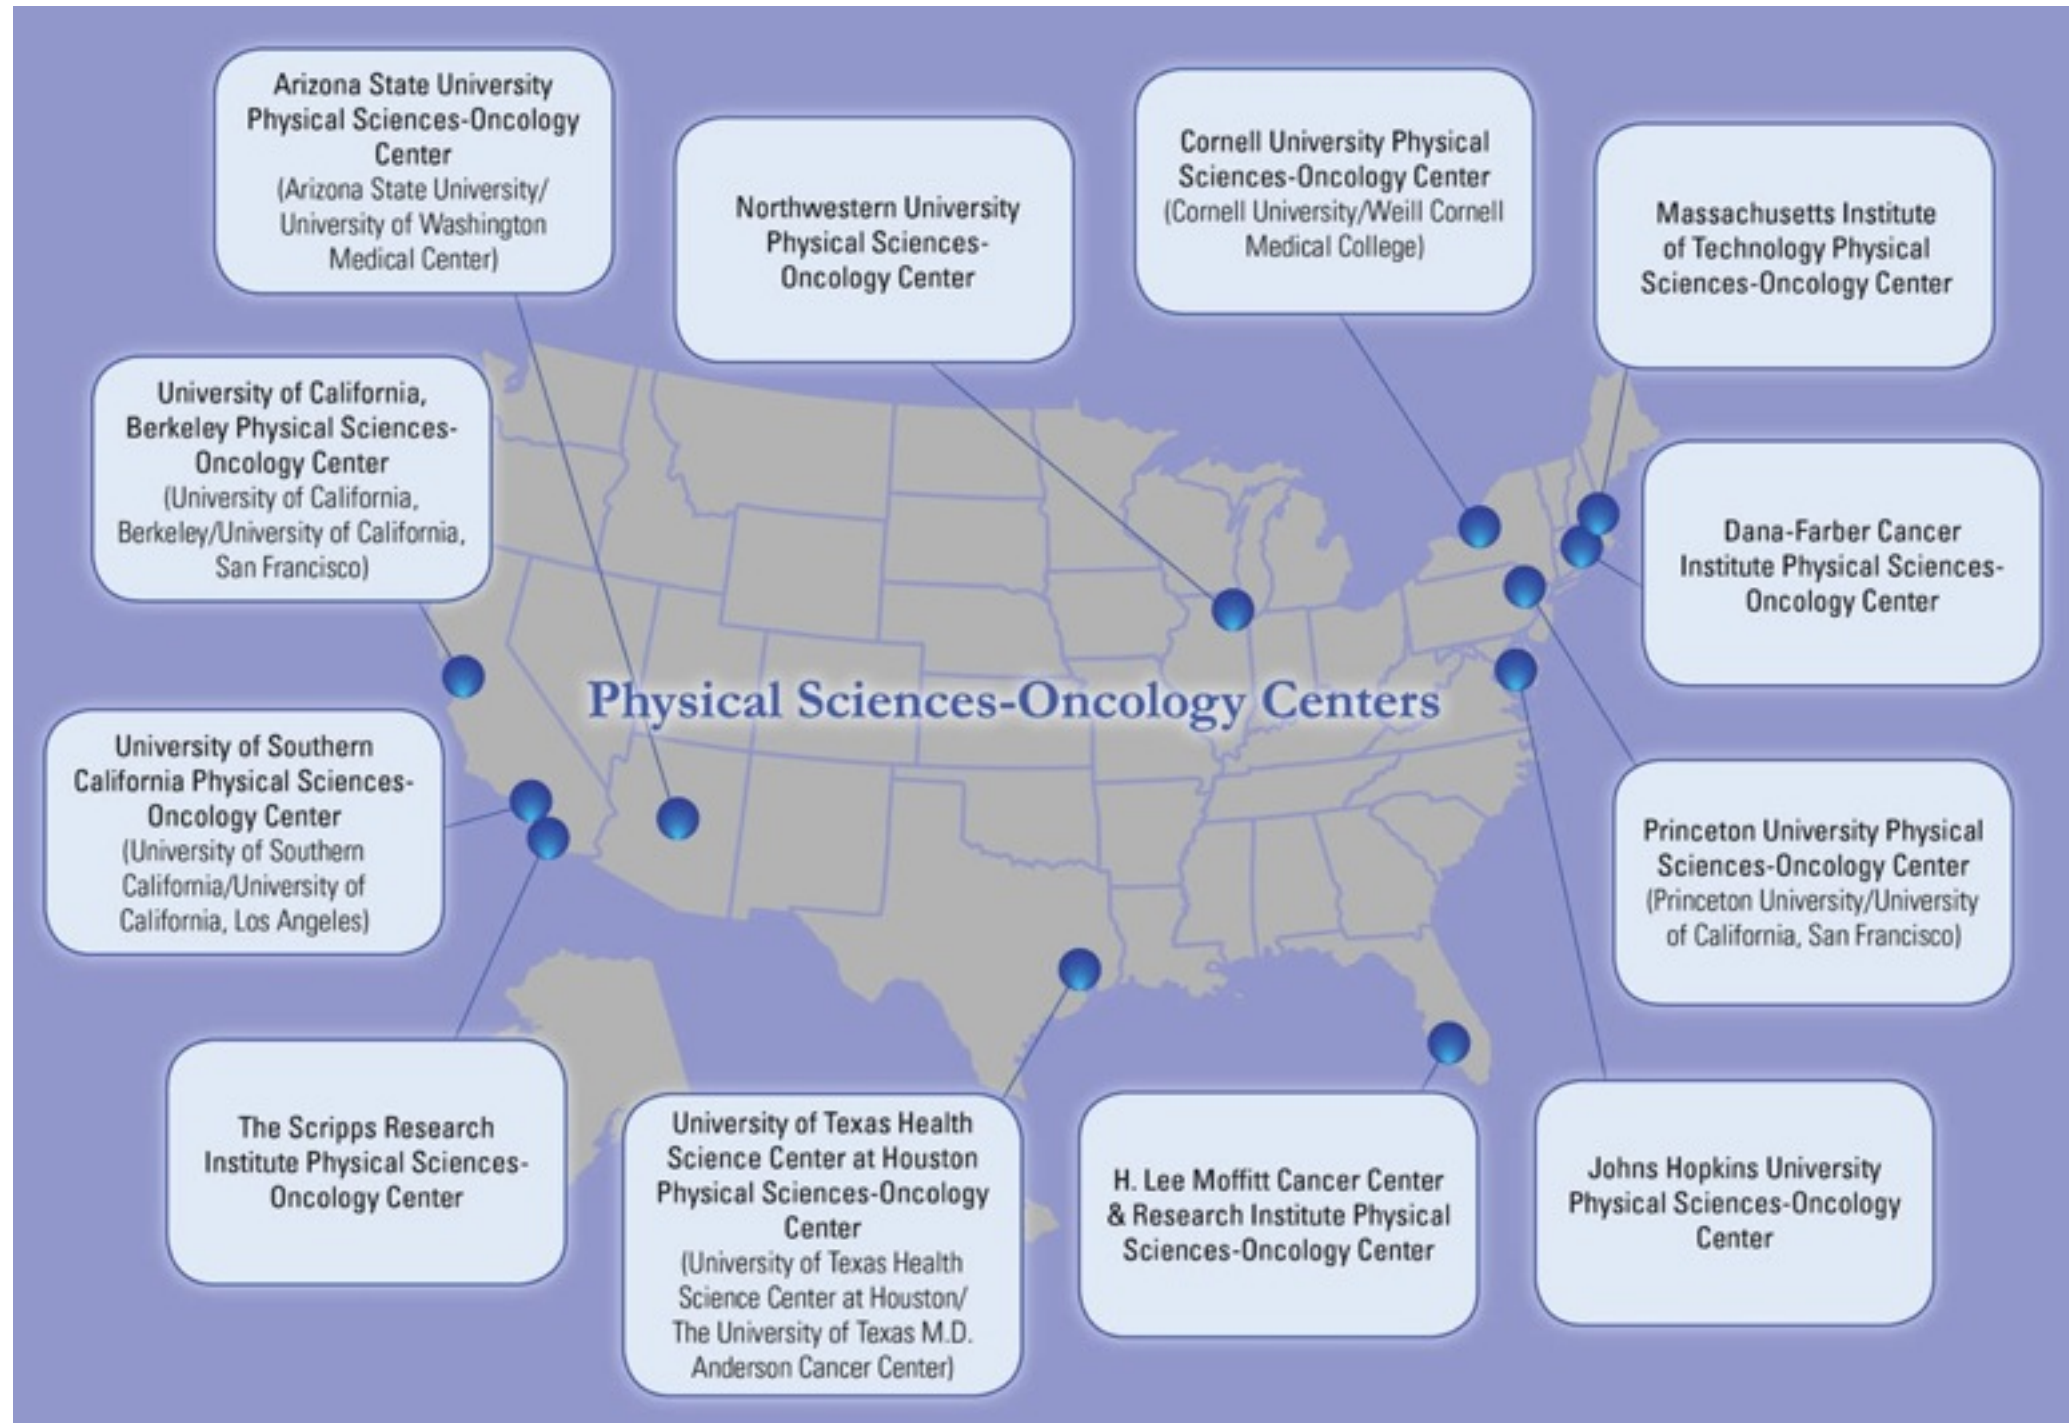 Arizona State University
Physical Sciences-Oncology
Center
(Arizona State University/
University of Washington
Medical Center)
Northwestern University
Physical Sciences-
Oncology Center
Cornell University Physical
Sciences-Oncology Center
(Cornell University/Weill Cornell
Medical College)
Massachusetts Institute
of Technology Physical
Sciences-Oncology Center
University of California,
Berkeley Physical Sciences-
Oncology Center
(University of California,
Berkeley/University of California,
San Francisco)
Dana-Farber Cancer
Institute Physical Sciences-
Oncology Center
Physical Sciences-Oncology Centers
University of Southern
California Physical Sciences-
Oncology Center
(University of Southern
California/University of
California, Los Angeles)
Princeton University Physical
Sciences-Oncology Center
(Princeton University/University
of California, San Francisco)
The Scripps Research
Institute Physical Sciences-
Oncology Center
University of Texas Health
Science Center at Houston
Physical Sciences-Oncology
Center
(University of Texas Health
Science Center at Houston/
The University of Texas M.D.
Anderson Cancer Center)
H. Lee Moffitt Cancer Center
& Research Institute Physical
Sciences-Oncology Center
Johns Hopkins University
Physical Sciences-Oncology
Center